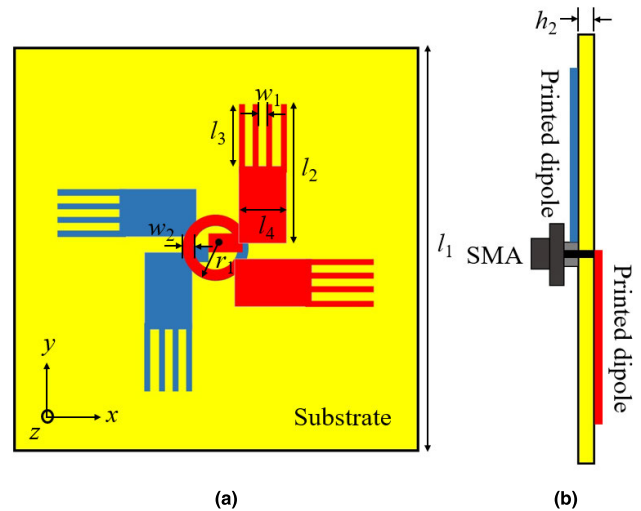 w1
l3
l2
l4
w2
r1
y
x
z
Substrate
l1
(a)
h2
Printed dipole
SMA
Printed dipole
(b)